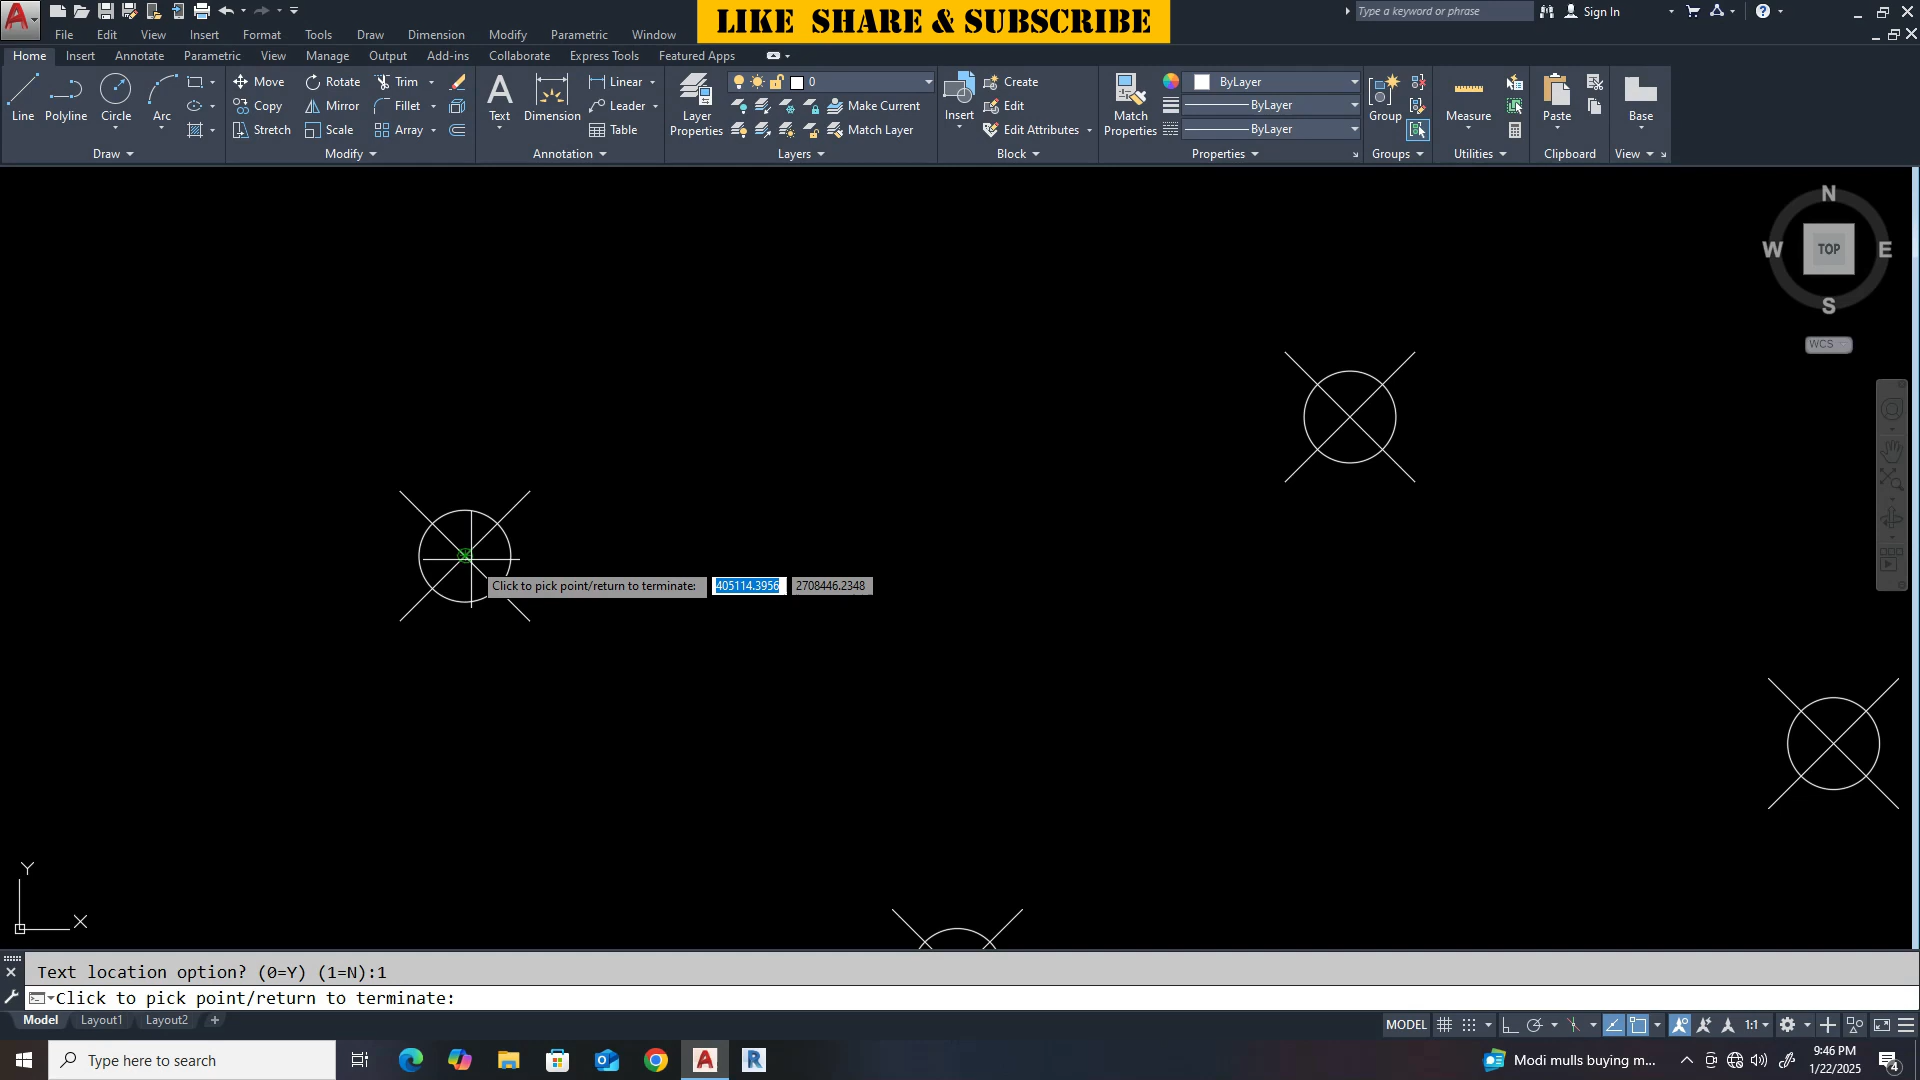 LIKE SHARE & SUBSCRIBE
Type a keyword or phrase
Sign In
File Edit View Insert Format Tools Draw Dimension Modify Parametric Window
Home Insert Annotate Parametric View Manage Output Add-ins Collaborate Express Tools Featured Apps
Line Polyline Circle Arc
Move Rotate Trim
Copy Mirror Fillet
Stretch Scale Array
Text Dimension
Linear
Leader
Table
Layer Properties
0
Make Current
Match Layer
Insert
Create
Edit
Edit Attributes
Match Properties
ByLayer
ByLayer
ByLayer
Group
Measure
Paste
Base
Draw Modify Annotation Layers Block Properties Groups Utilities Clipboard View
N
W TOP E
S
WCS
Click to pick point/return to terminate: 405114.3956 2708446.2348
Y
X
Text location option? (0=Y) (1=N):1
Click to pick point/return to terminate:
Model Layout1 Layout2 +
MODEL 1:1
Type here to search
Modi mulls buying m...
9:46 PM
1/22/2025
4